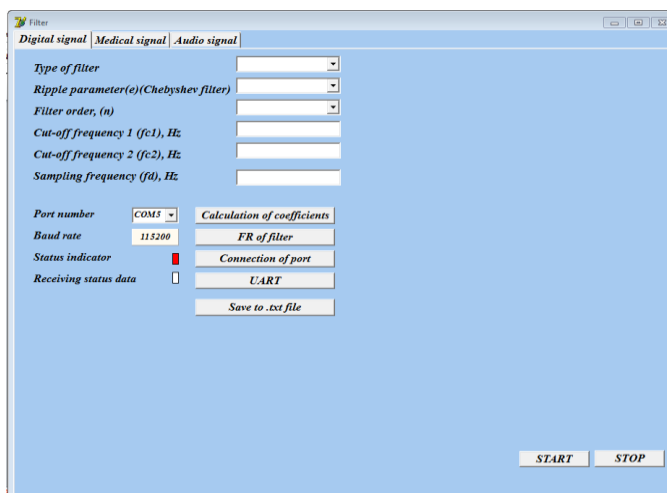 Filter
Digital signal Medical signal Audio signal
Type of filter
Ripple parameter(e)(Chebyshev filter)
Filter order, (n)
Cut-off frequency 1 (fc1), Hz
Cut-off frequency 2 (fc2), Hz
Sampling frequency (fd), Hz
Port number COM5 Calculation of coefficients
Baud rate 115200 FR of filter
Status indicator Connection of port
Receiving status data UART
Save to .txt file
START STOP